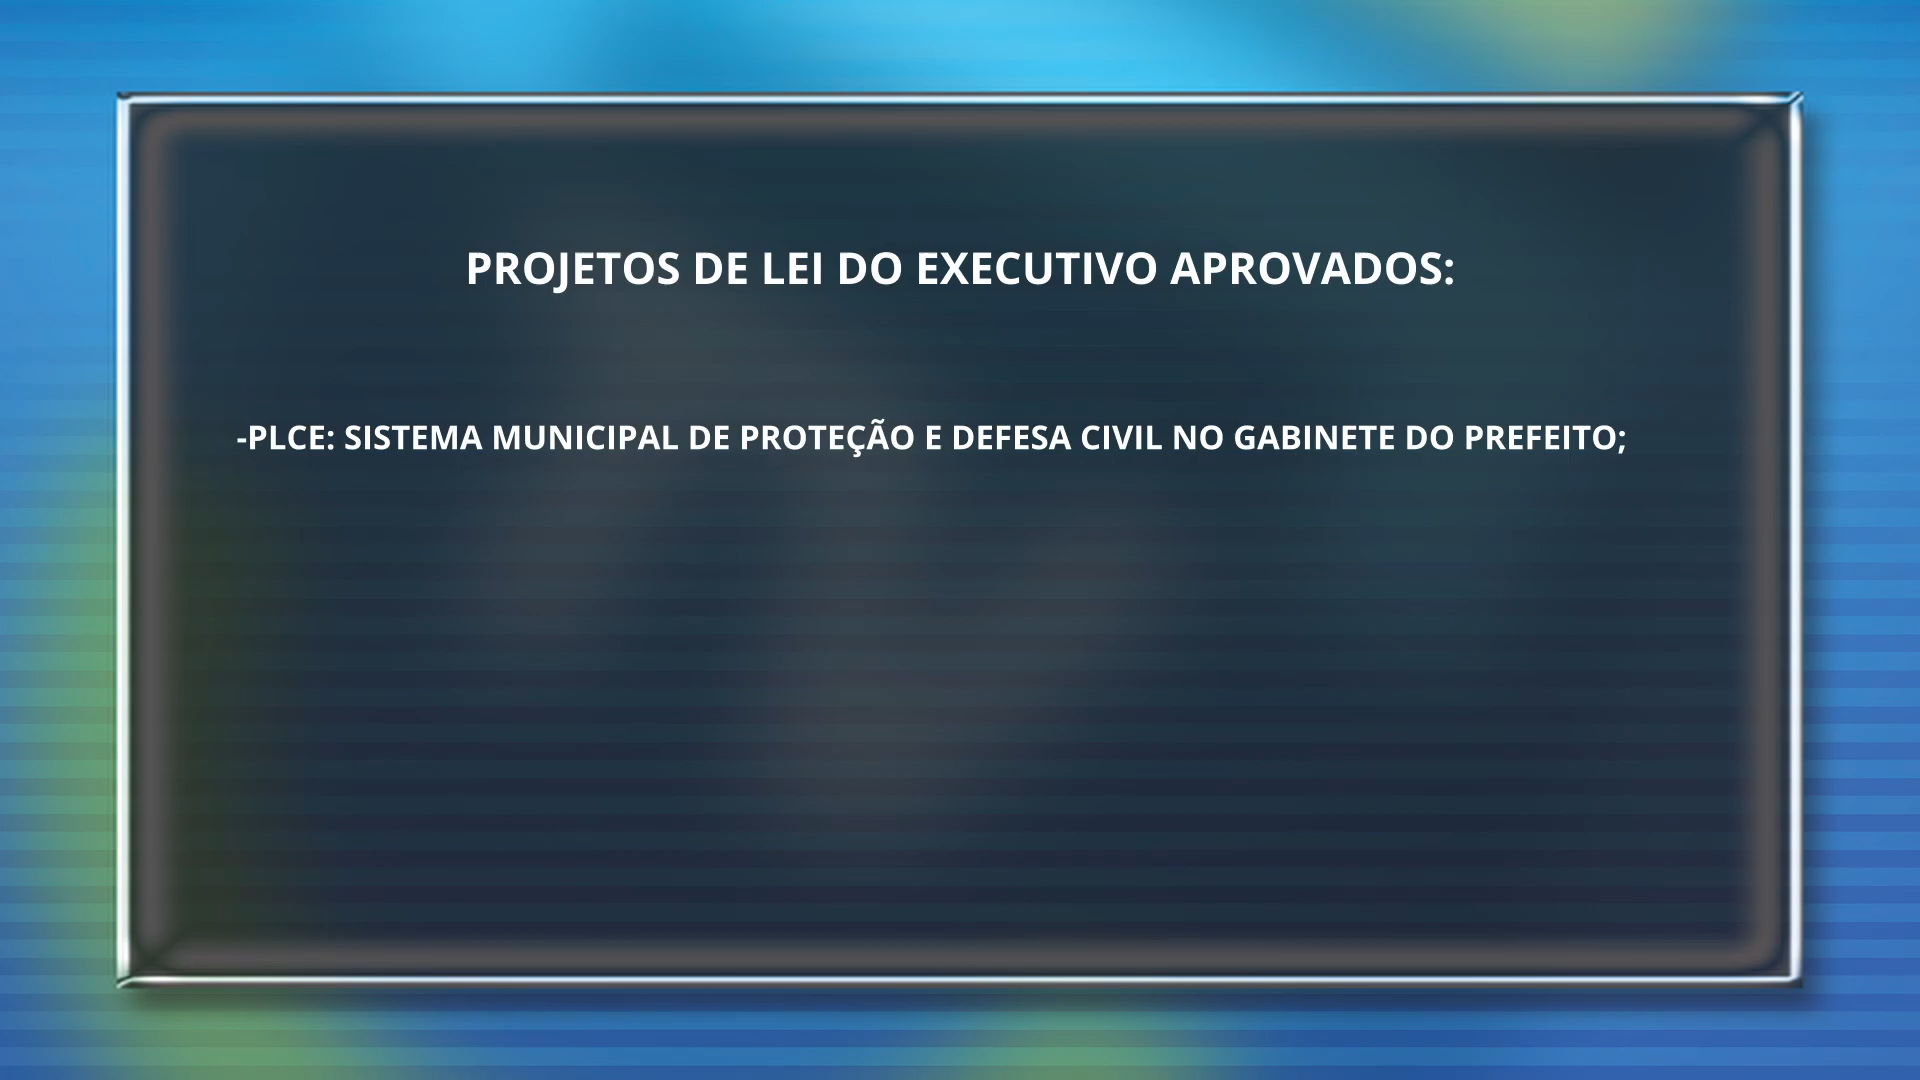 PROJETOS DE LEI DO EXECUTIVO APROVADOS:
-PLCE: SISTEMA MUNICIPAL DE PROTEÇÃO E DEFESA CIVIL NO GABINETE DO PREFEITO;